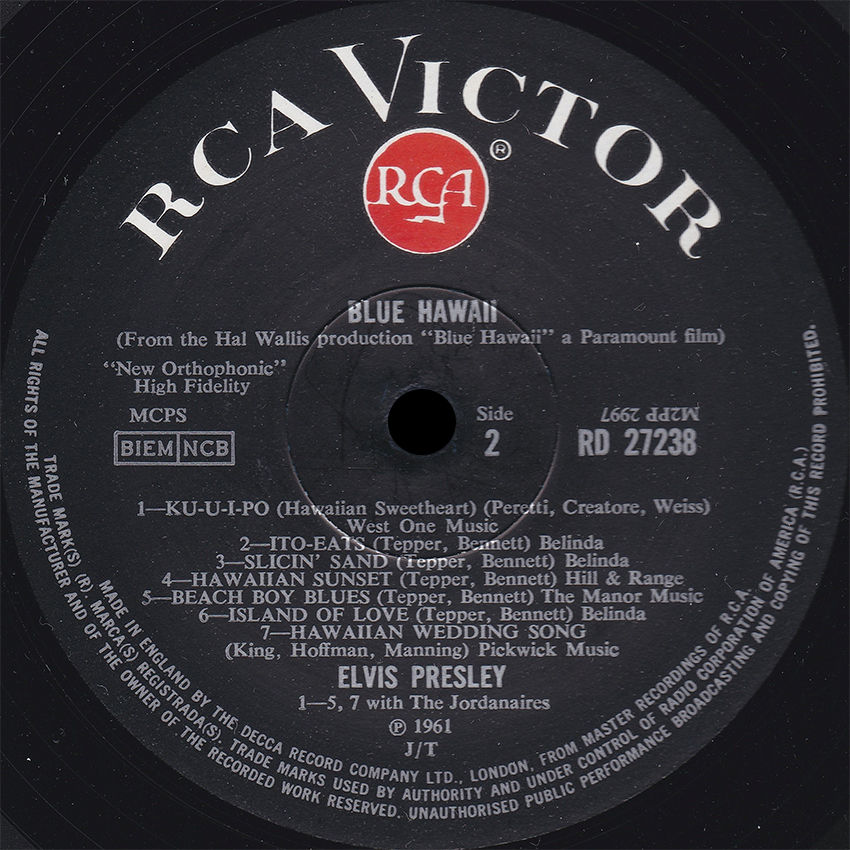 RCA VICTOR
RCA
®
BLUE HAWAII
(From the Hal Wallis production "Blue Hawaii" a Paramount film)
"New Orthophonic"
High Fidelity
MCPS
BIEM NCB
Side
2
M2PP 2997
RD 27238
1—KU-U-I-PO (Hawaiian Sweetheart) (Peretti, Creatore, Weiss)
West One Music
2—ITO-EATS (Tepper, Bennett) Belinda
3—SLICIN' SAND (Tepper, Bennett) Belinda
4—HAWAIIAN SUNSET (Tepper, Bennett) Hill & Range
5—BEACH BOY BLUES (Tepper, Bennett) The Manor Music
6—ISLAND OF LOVE (Tepper, Bennett) Belinda
7—HAWAIIAN WEDDING SONG
(King, Hoffman, Manning) Pickwick Music
ELVIS PRESLEY
1—5, 7 with The Jordanaires
℗ 1961
J/T
MADE IN ENGLAND BY THE DECCA RECORD COMPANY LTD., LONDON, FROM MASTER RECORDINGS OF R.C.A.
TRADE MARK(S) (R). MARCA(S) REGISTRADA(S). TRADE MARKS USED BY AUTHORITY AND UNDER CONTROL OF RADIO CORPORATION OF AMERICA (R.C.A.)
ALL RIGHTS OF THE MANUFACTURER AND OF THE OWNER OF THE RECORDED WORK RESERVED. UNAUTHORISED PUBLIC PERFORMANCE BROADCASTING AND COPYING OF THIS RECORD PROHIBITED.